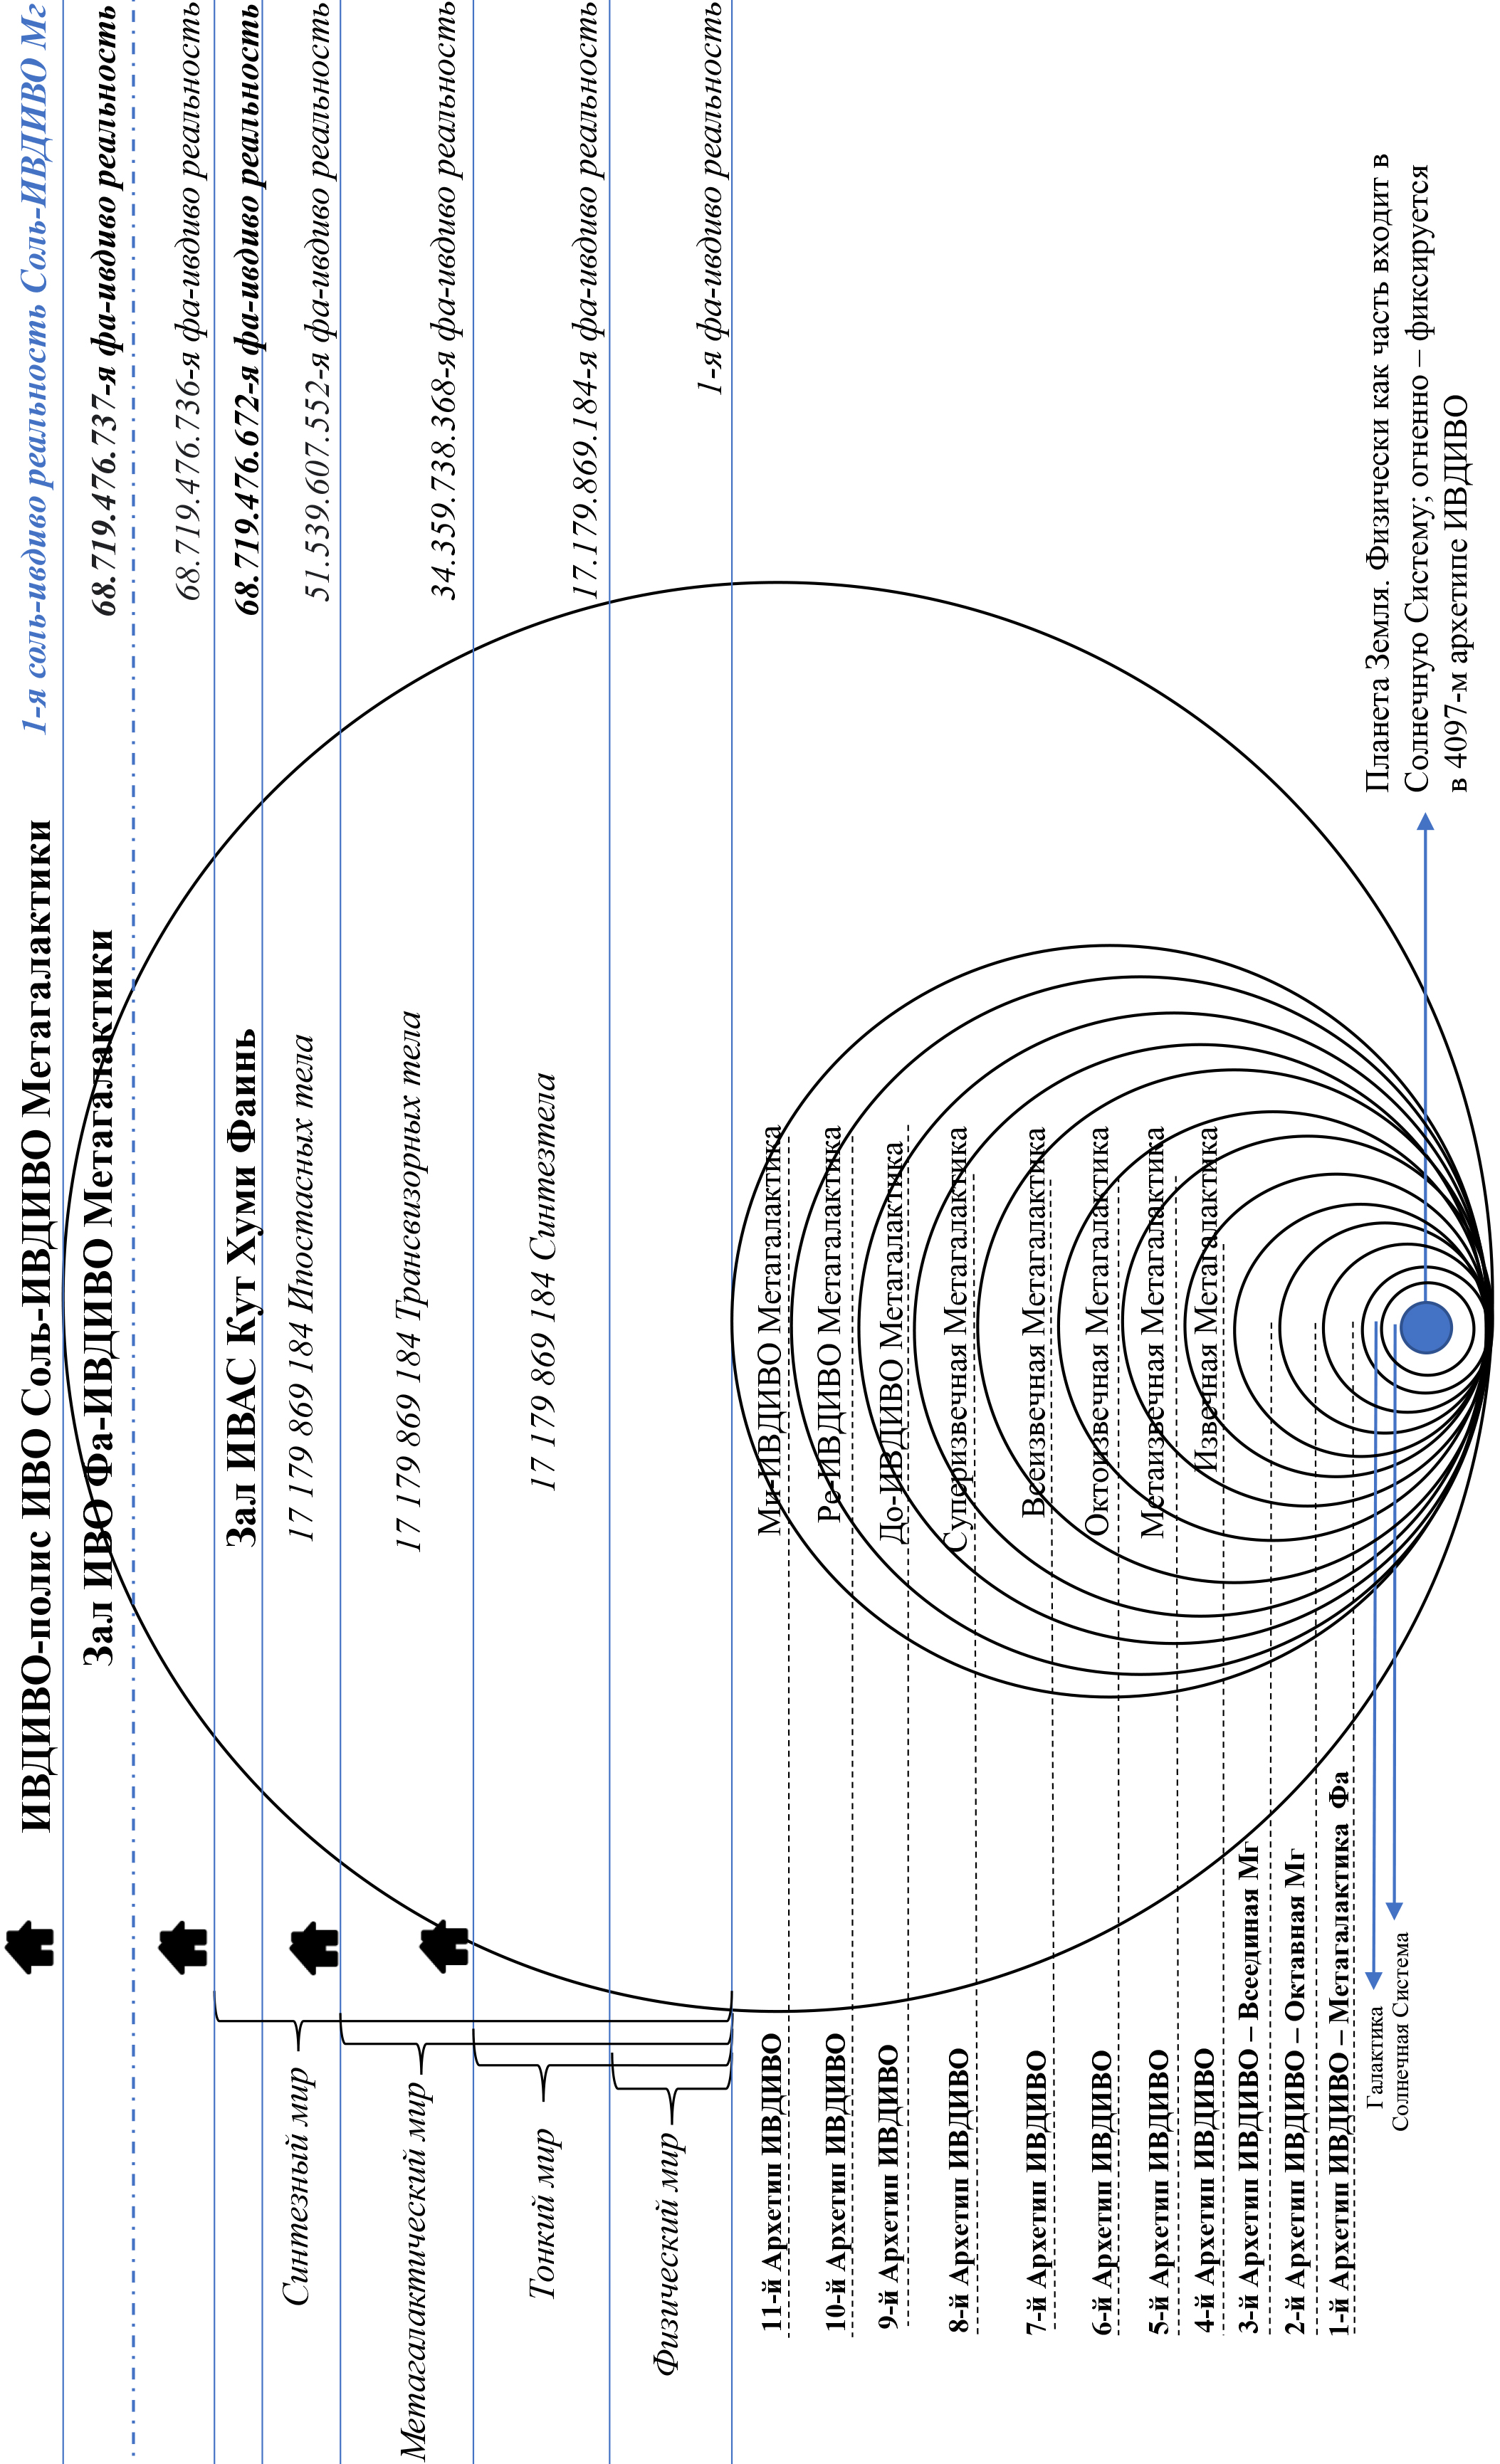 ИВДИВО-полис ИВО Соль-ИВДИВО Метагалактики
1-я соль-ивдиво реальность Соль-ИВДИВО Мг
Зал ИВО Фа-ИВДИВО Метагалактики
68.719.476.737-я фа-ивдиво реальность
68.719.476.736-я фа-ивдиво реальность
Зал ИВАС Кут Хуми Фаинь
68.719.476.672-я фа-ивдиво реальность
Синтезный мир
17 179 869 184 Ипостасных тела
51.539.607.552-я фа-ивдиво реальность
Метагалактический мир
17 179 869 184 Трансвизорных тела
34.359.738.368-я фа-ивдиво реальность
Тонкий мир
17 179 869 184 Синтезтела
17.179.869.184-я фа-ивдиво реальность
Физический мир
1-я фа-ивдиво реальность
11-й Архетип ИВДИВО
Ми-ИВДИВО Метагалактика
10-й Архетип ИВДИВО
Ре-ИВДИВО Метагалактика
9-й Архетип ИВДИВО
До-ИВДИВО Метагалактика
8-й Архетип ИВДИВО
Суперизвечная Метагалактика
7-й Архетип ИВДИВО
Всеизвечная Метагалактика
6-й Архетип ИВДИВО
Октоизвечная Метагалактика
5-й Архетип ИВДИВО
Метаизвечная Метагалактика
4-й Архетип ИВДИВО
Извечная Метагалактика
3-й Архетип ИВДИВО – Всеединая Мг
2-й Архетип ИВДИВО – Октавная Мг
1-й Архетип ИВДИВО – Метагалактика Фа
Галактика
Солнечная Система
Планета Земля. Физически как часть входит в
Солнечную Систему; огненно – фиксируется
в 4097-м архетипе ИВДИВО